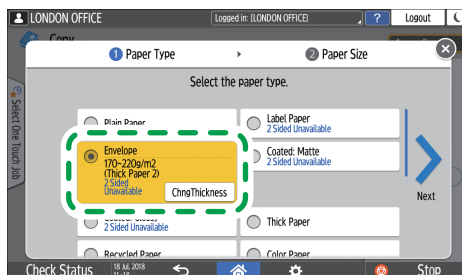 LONDON OFFICE
Logged in: [LONDON OFFICE]
?
Logout
Copy
1 Paper Type
2 Paper Size
Select the paper type.
Select One Touch Job
Plain Paper
Label Paper
2 Sided Unavailable
Envelope
170~220g/m2
(Thick Paper 2)
2 Sided
Unavailable
ChngThickness
Coated: Matte
2 Sided Unavailable
Next
Coated: Glossy
2 Sided Unavailable
Thick Paper
Recycled Paper
Color Paper
Check Status
18 Jul. 2018
Stop